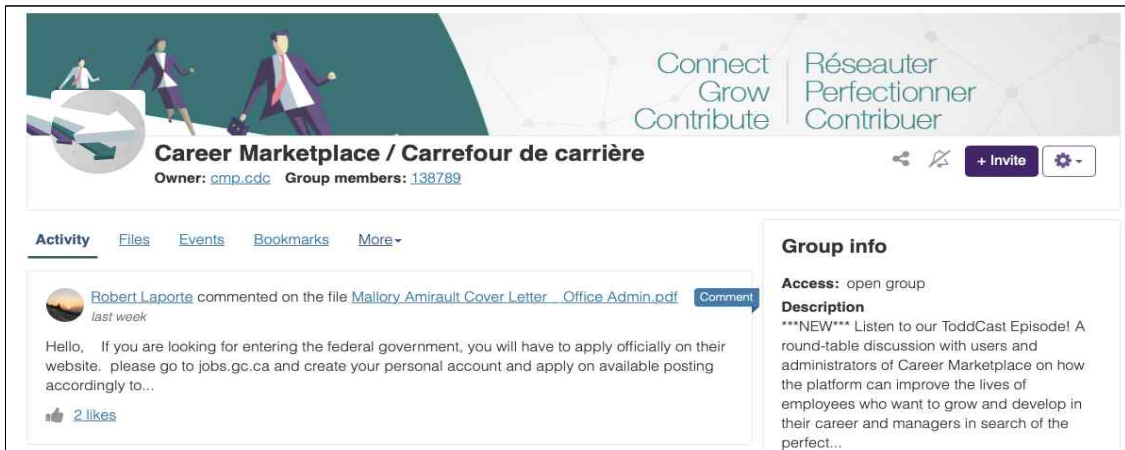 Connect
Grow
Contribute
Réseauter
Perfectionner
Contribuer
Career Marketplace / Carrefour de carrière
Owner: cmp.cdc Group members: 138789
+ Invite
Activity Files Events Bookmarks More
Robert Laporte commented on the file Mallory Amirault Cover Letter _ Office Admin.pdf Comment
last week
Hello, If you are looking for entering the federal government, you will have to apply officially on their
website. please go to jobs.gc.ca and create your personal account and apply on available posting
accordingly to...
2 likes
Group info
Access: open group
Description
***NEW*** Listen to our ToddCast Episode! A
round-table discussion with users and
administrators of Career Marketplace on how
the platform can improve the lives of
employees who want to grow and develop in
their career and managers in search of the
perfect...